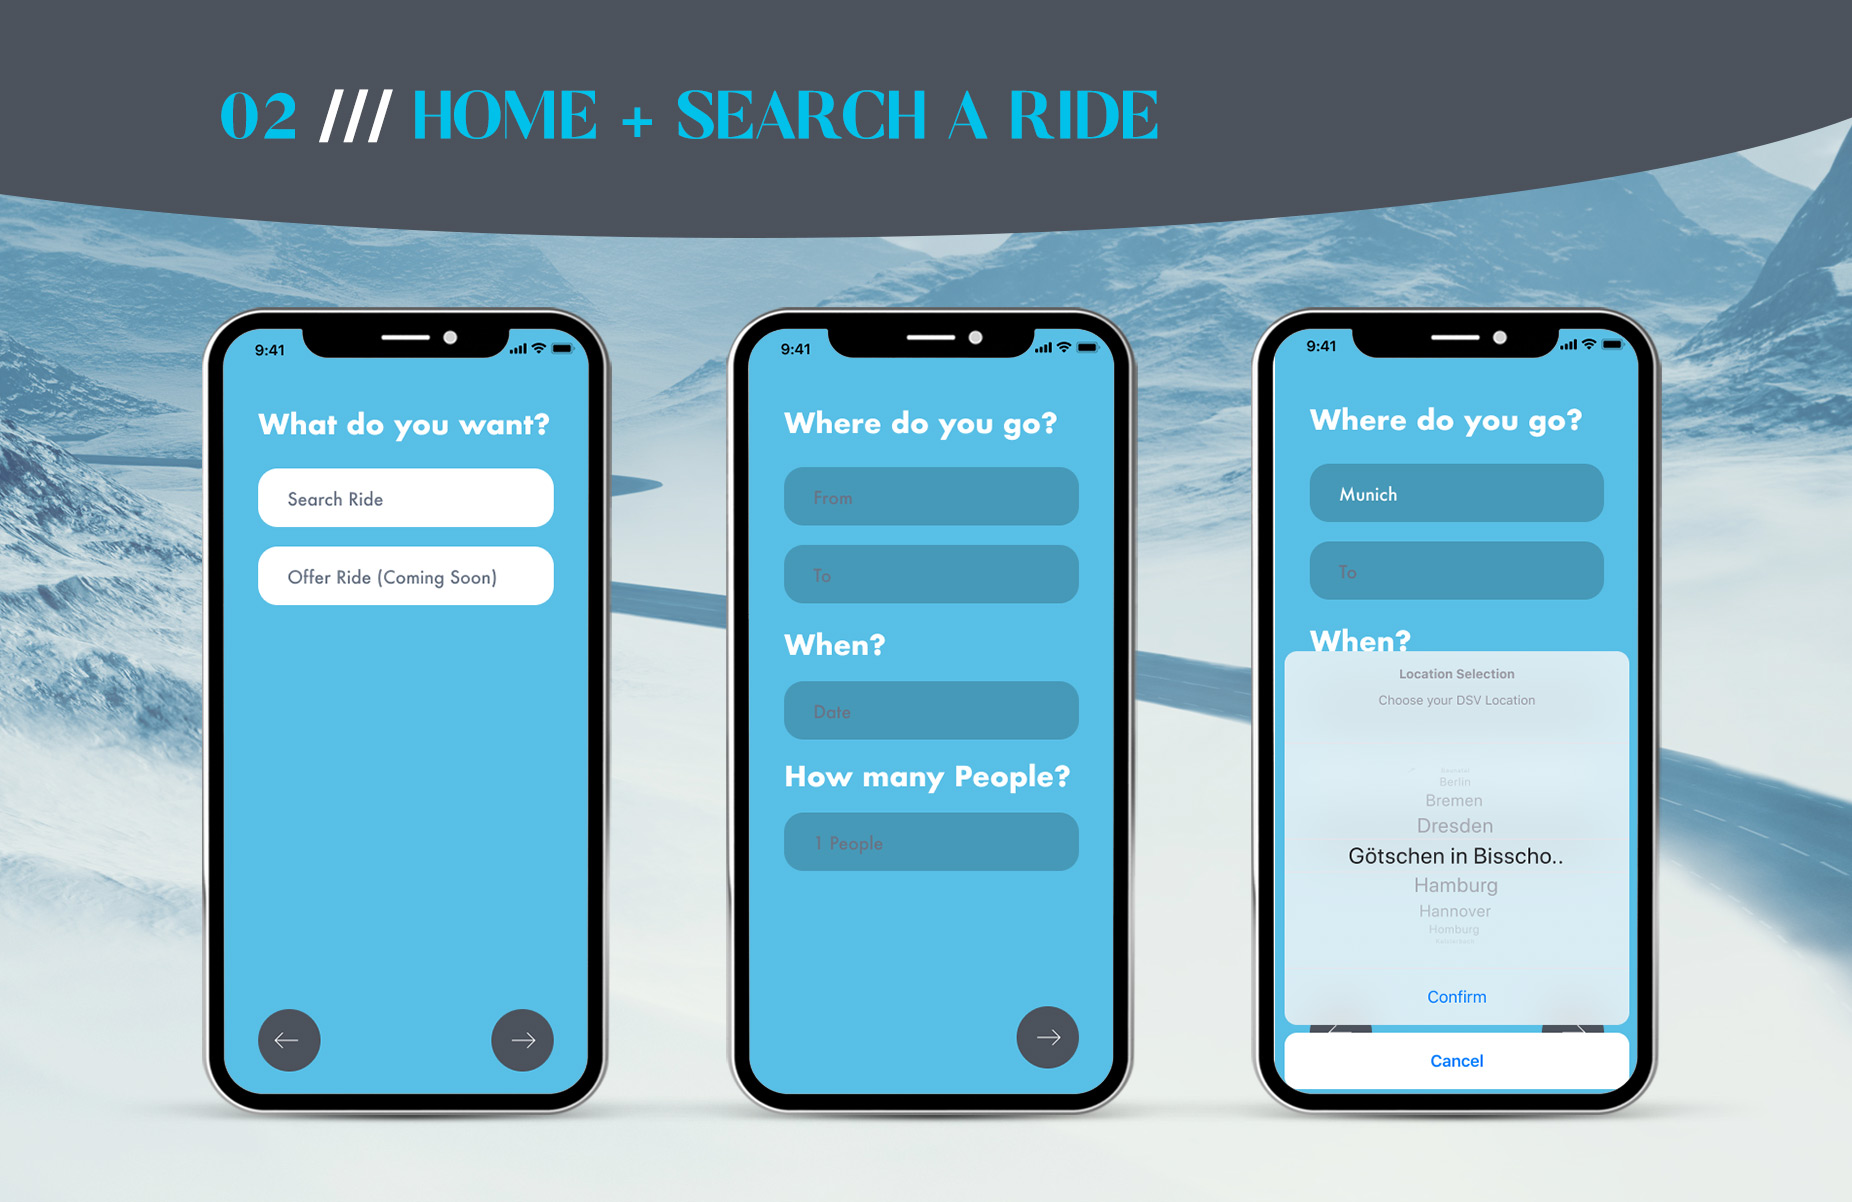 02 /// HOME + SEARCH A RIDE
9:41
What do you want?
Search Ride
Offer Ride (Coming Soon)
9:41
Where do you go?
From
To
When?
Date
How many People?
1 People
9:41
Where do you go?
Munich
To
When?
Location Selection
Choose your DSV Location
Berlin
Bremen
Dresden
Götschen in Bisscho..
Hamburg
Hannover
Homburg
Confirm
Cancel